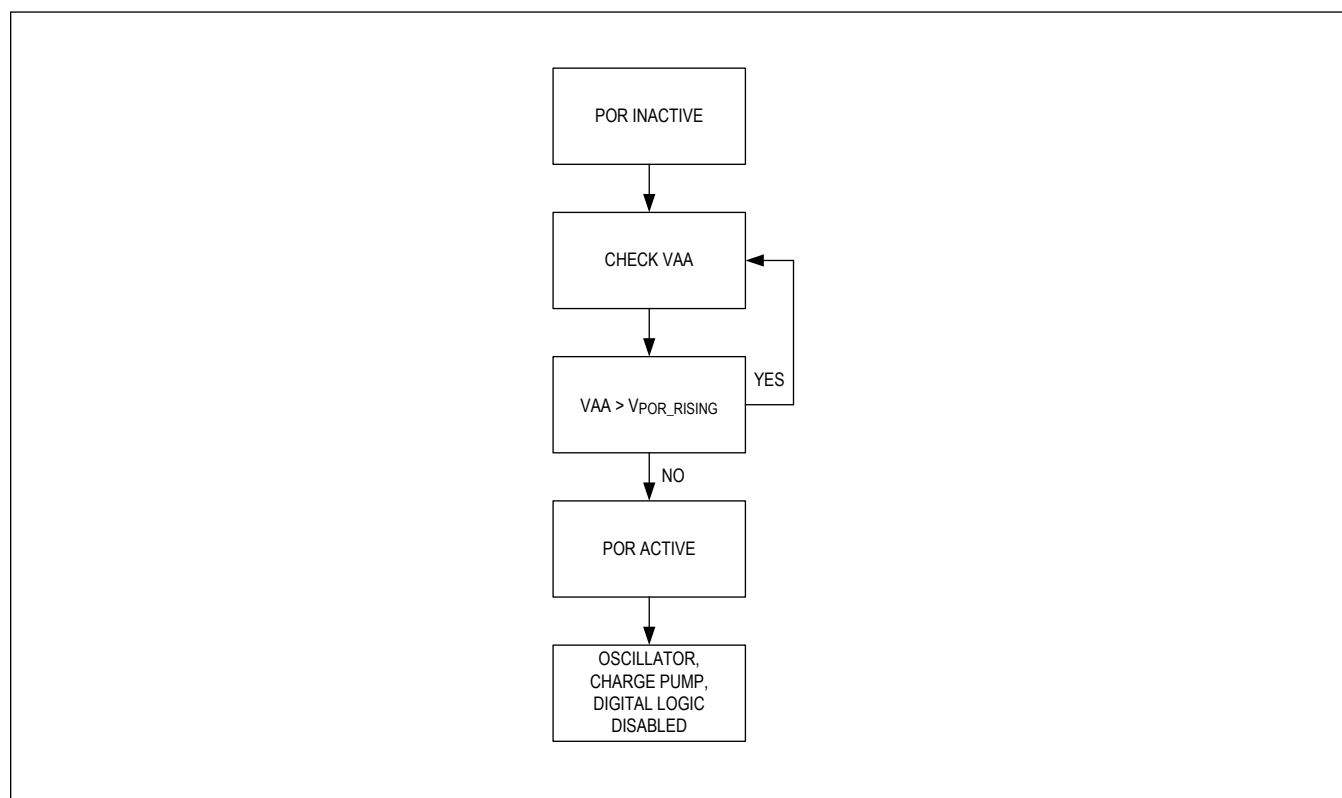 POR INACTIVE
CHECK VAA
YES
VAA > VPOR_RISING
NO
POR ACTIVE
OSCILLATOR,
CHARGE PUMP,
DIGITAL LOGIC
DISABLED